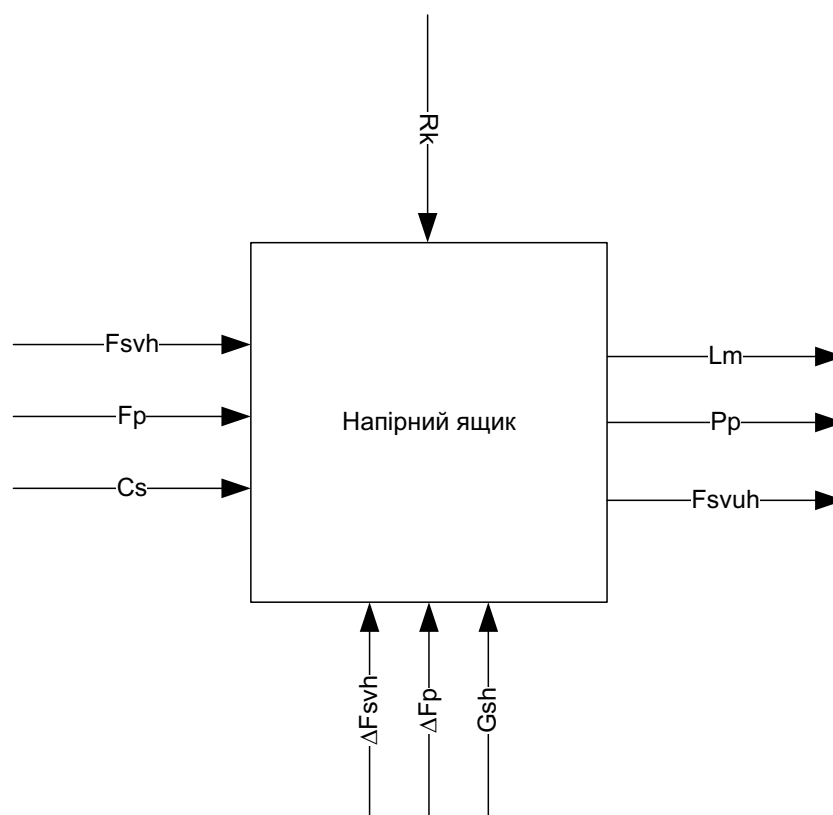 Rk
Fsvh
Fp
Cs
Напірний ящик
Lm
Pp
Fsvuh
ΔFsvh
ΔFp
Gsh